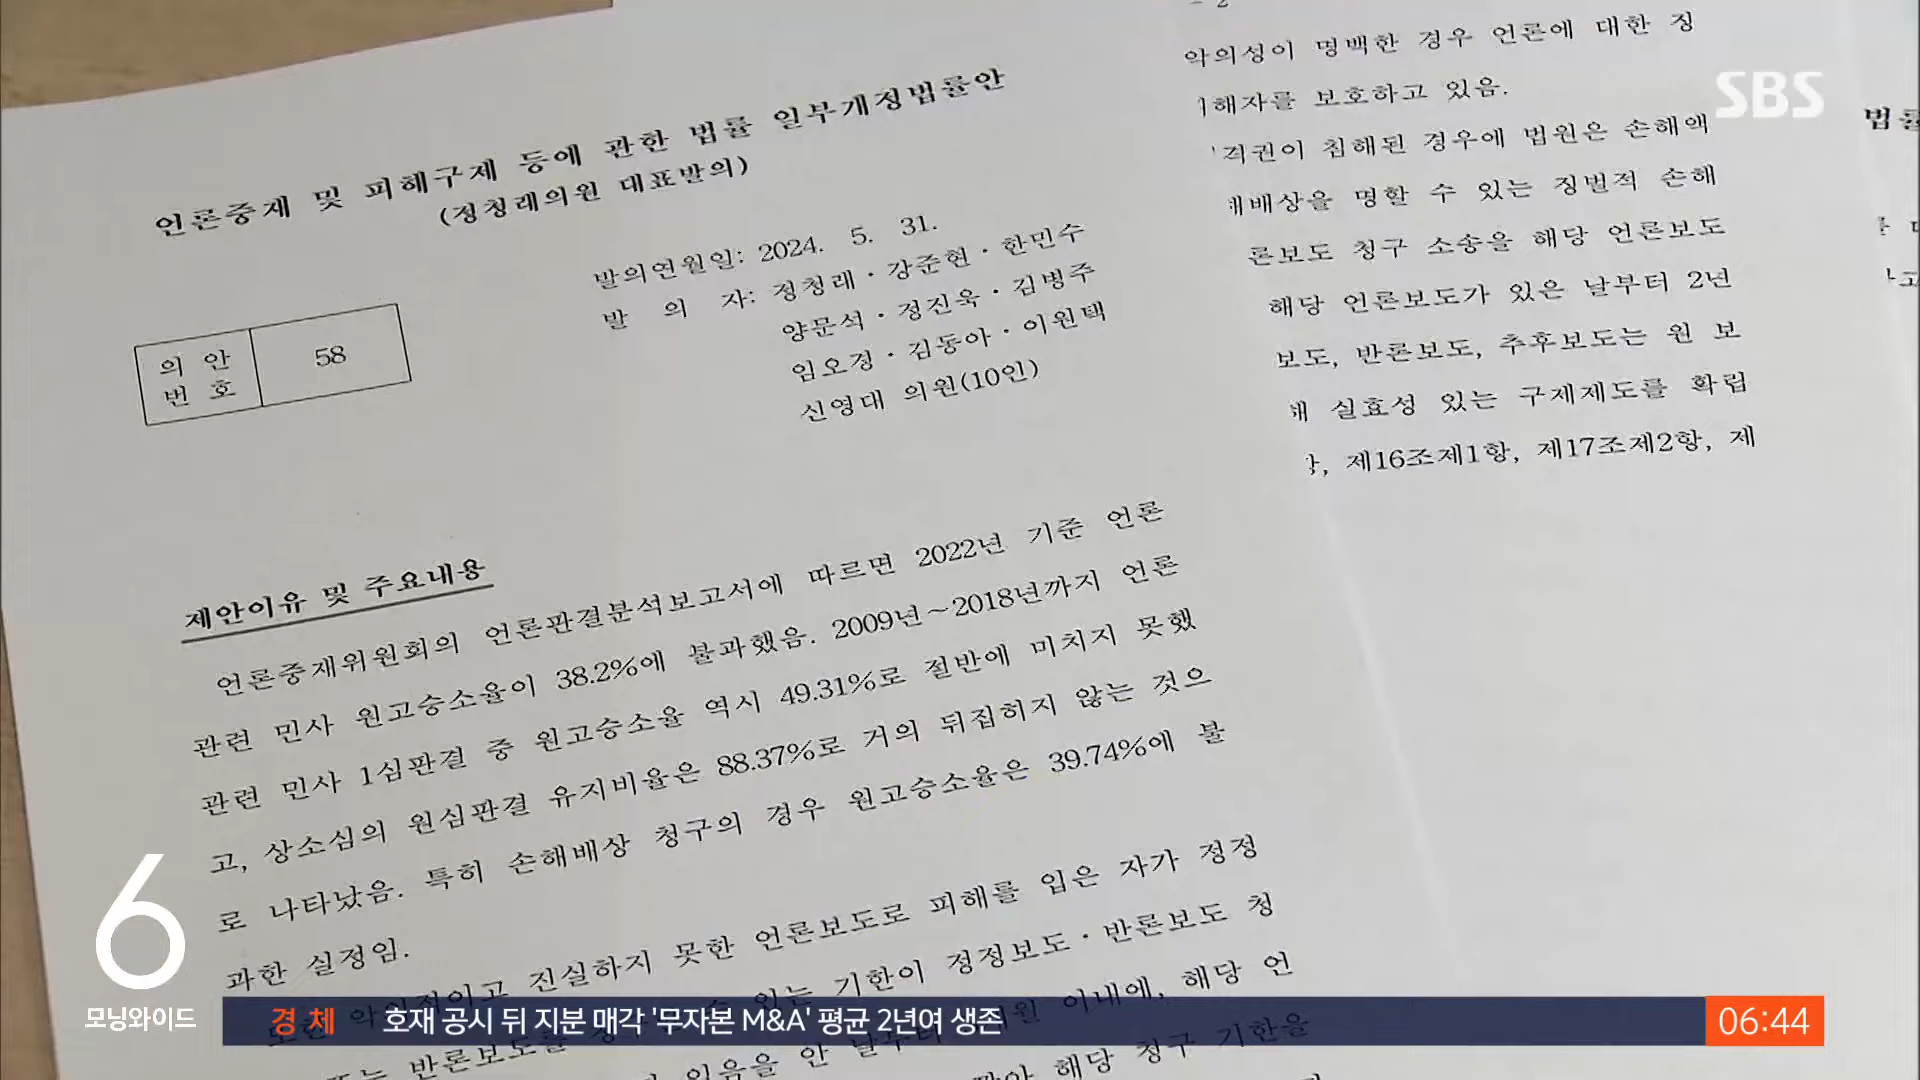 언론중재 및 피해구제 등에 관한 법률 일부개정법률안
(정청래의원 대표발의)
의 안
번 호
58
발의연월일: 2024. 5. 31.
발 의 자: 정청래·강준현·한민수
양문석·정진욱·김병주
임오경·김동아·이원택
신영대 의원(10인)
제안이유 및 주요내용
언론중재위원회의 언론판결분석보고서에 따르면 2022년 기준 언론
관련 민사 원고승소율이 38.2%에 불과했음. 2009년~2018년까지 언론
관련 민사 1심판결 중 원고승소율 역시 49.31%로 절반에 미치지 못했
고, 상소심의 원심판결 유지비율은 88.37%로 거의 뒤집히지 않는 것으
로 나타났음. 특히 손해배상 청구의 경우 원고승소율은 39.74%에 불
과한 실정임.
진실하지 못한 언론보도로 피해를 입은 자가 정정
기한이 정정보도·반론보도 청
이내에, 해당 언
반론보도를
있음을 안 날부터
해당 청구 기한을
악의성이 명백한 경우 언론에 대한 징
해자를 보호하고 있음.
격권이 침해된 경우에 법원은 손해액
배상을 명할 수 있는 징벌적 손해
론보도 청구 소송을 해당 언론보도
해당 언론보도가 있은 날부터 2년
보도, 반론보도, 추후보도는 원 보
실효성 있는 구제제도를 확립
, 제16조제1항, 제17조제2항, 제
법률
SBS
6
모닝와이드
경제 호재 공시 뒤 지분 매각 '무자본 M&A' 평균 2년여 생존
06:44